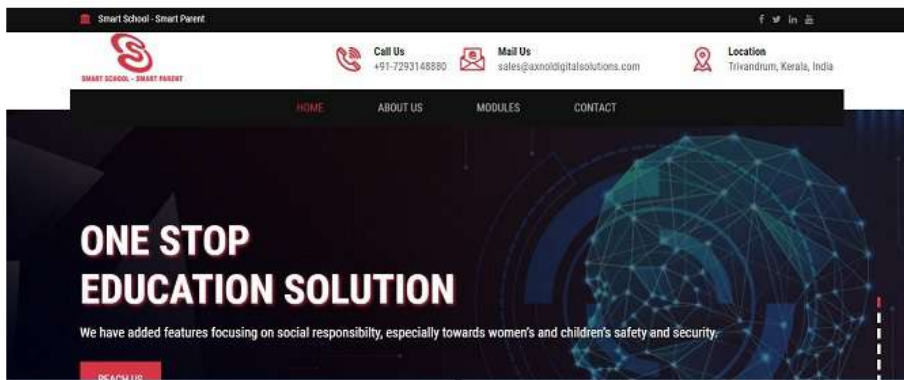 Smart School - Smart Parent
SMART SCHOOL - SMART PARENT
Call Us
+91-7293148880
Mail Us
sales@axnoldigitalsolutions.com
Location
Trivandrum, Kerala, India
HOME ABOUT US MODULES CONTACT
ONE STOP
EDUCATION SOLUTION
We have added features focusing on social responsibilty, especially towards women's and children's safety and security.
REACH US